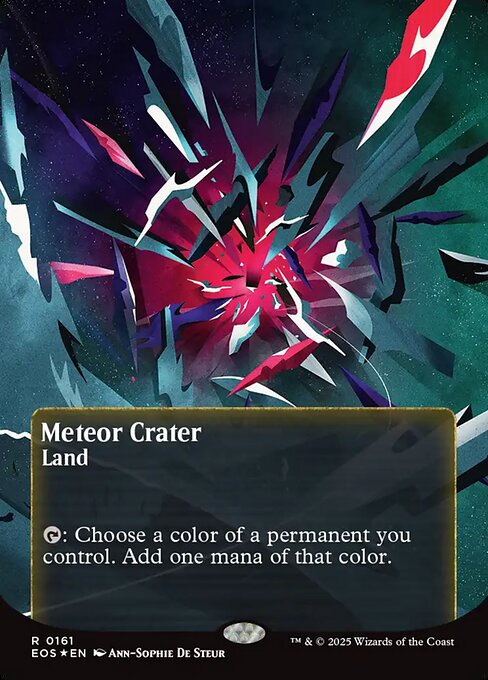 Meteor Crater
Land
: Choose a color of a permanent you
control. Add one mana of that color.
R 0161
EOS★EN Ann-Sophie De Steur
™ & © 2025 Wizards of the Coast